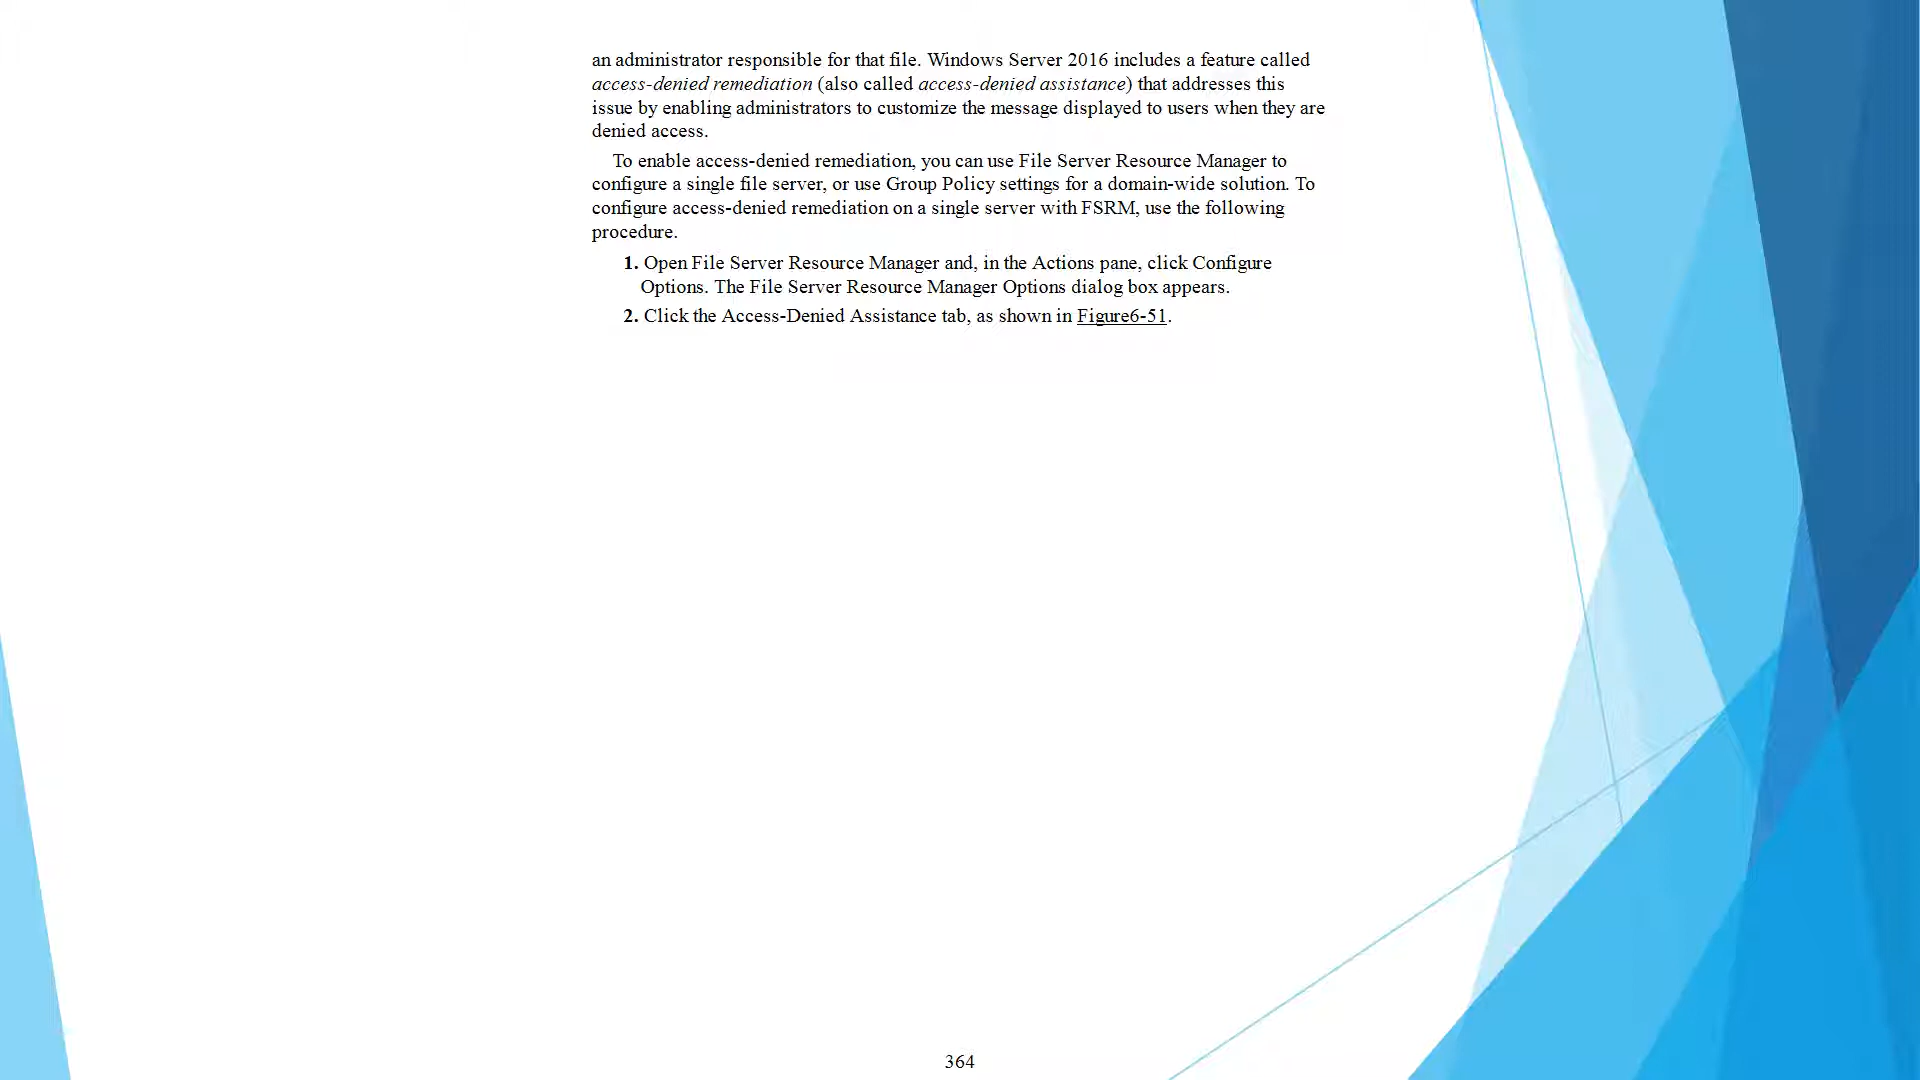 an administrator responsible for that file. Windows Server 2016 includes a feature called
access-denied remediation (also called access-denied assistance) that addresses this
issue by enabling administrators to customize the message displayed to users when they are
denied access.
To enable access-denied remediation, you can use File Server Resource Manager to
configure a single file server, or use Group Policy settings for a domain-wide solution. To
configure access-denied remediation on a single server with FSRM, use the following
procedure.
1. Open File Server Resource Manager and, in the Actions pane, click Configure
Options. The File Server Resource Manager Options dialog box appears.
2. Click the Access-Denied Assistance tab, as shown in Figure6-51.
364